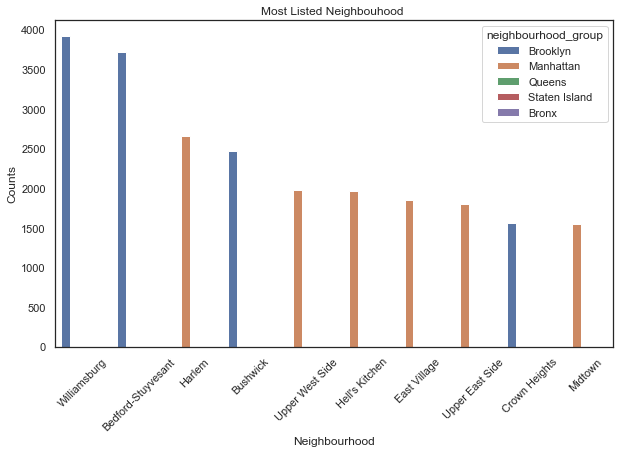 Most Listed Neighbouhood
neighbourhood_group
Brooklyn
Manhattan
Queens
Staten Island
Bronx
Counts
4000
3500
3000
2500
2000
1500
1000
500
0
Williamsburg
Bedford-Stuyvesant
Harlem
Bushwick
Upper West Side
Hell's Kitchen
East Village
Upper East Side
Crown Heights
Midtown
Neighbourhood